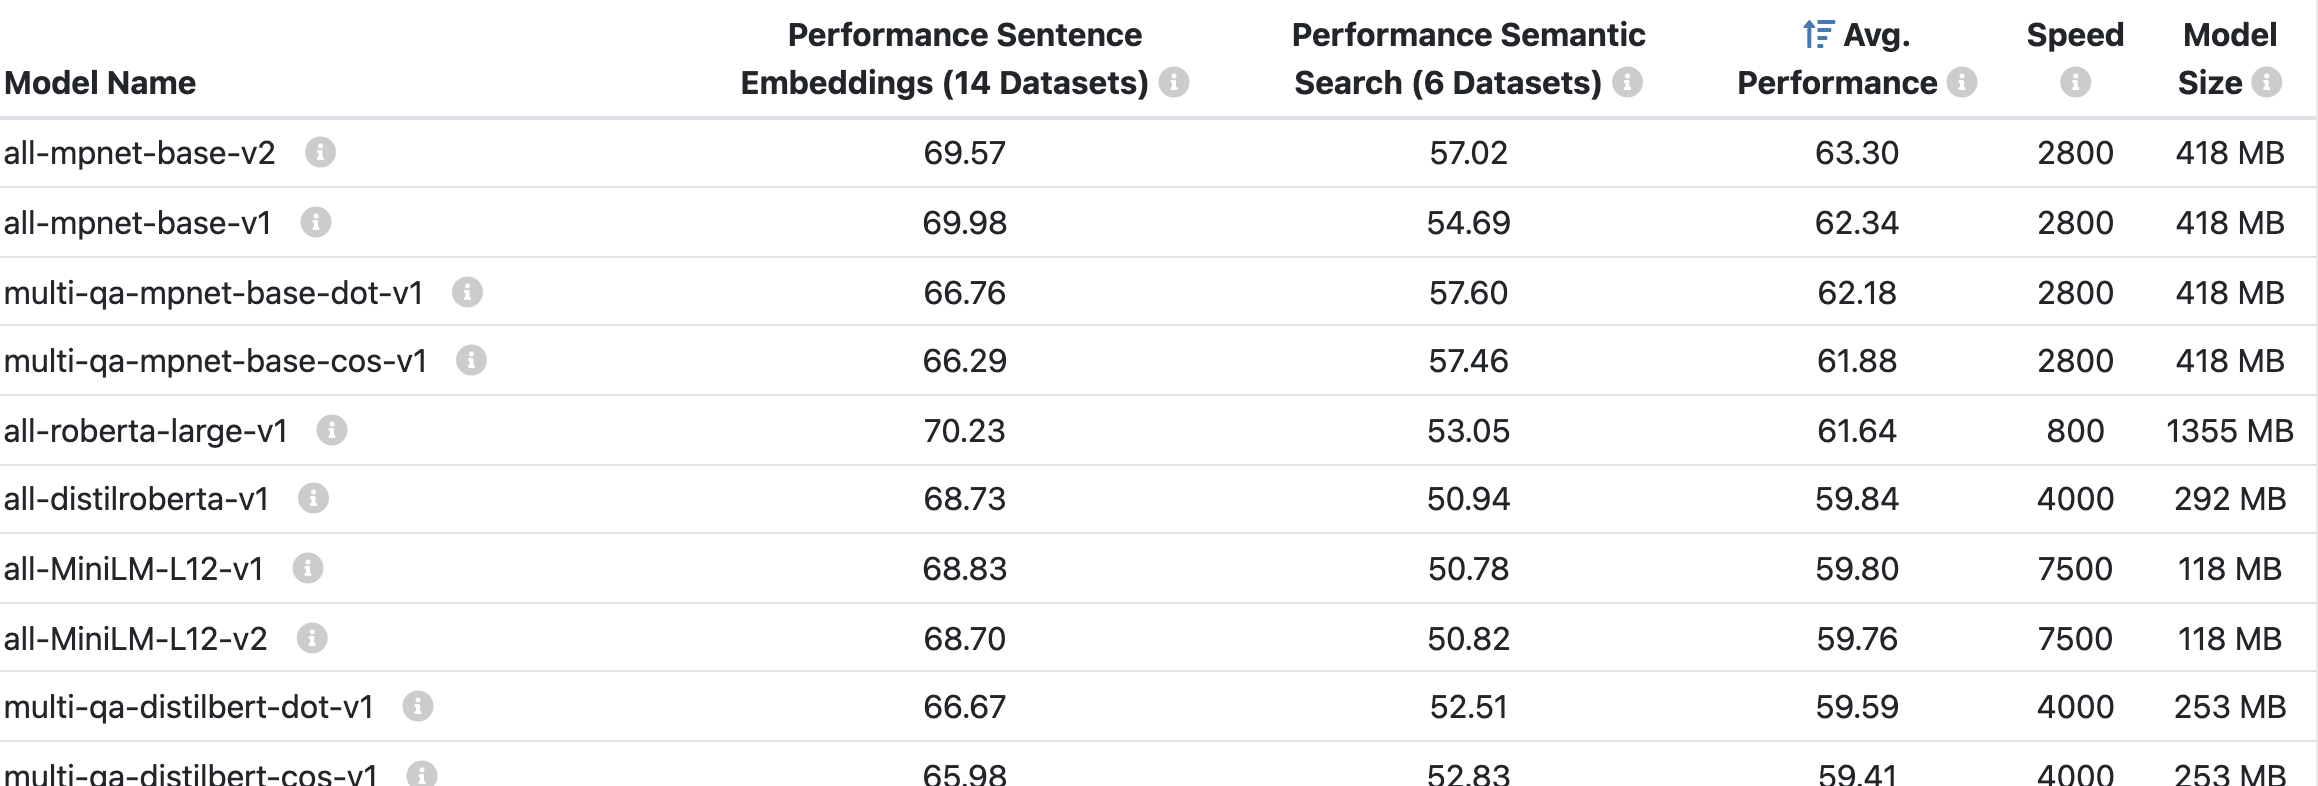 Model Name Performance Sentence Embeddings (14 Datasets) Performance Semantic Search (6 Datasets) Avg. Performance Speed Model Size
all-mpnet-base-v2 69.57 57.02 63.30 2800 418 MB
all-mpnet-base-v1 69.98 54.69 62.34 2800 418 MB
multi-qa-mpnet-base-dot-v1 66.76 57.60 62.18 2800 418 MB
multi-qa-mpnet-base-cos-v1 66.29 57.46 61.88 2800 418 MB
all-roberta-large-v1 70.23 53.05 61.64 800 1355 MB
all-distilroberta-v1 68.73 50.94 59.84 4000 292 MB
all-MiniLM-L12-v1 68.83 50.78 59.80 7500 118 MB
all-MiniLM-L12-v2 68.70 50.82 59.76 7500 118 MB
multi-qa-distilbert-dot-v1 66.67 52.51 59.59 4000 253 MB
multi-qa-distilbert-cos-v1 65.98 52.83 59.41 4000 253 MB